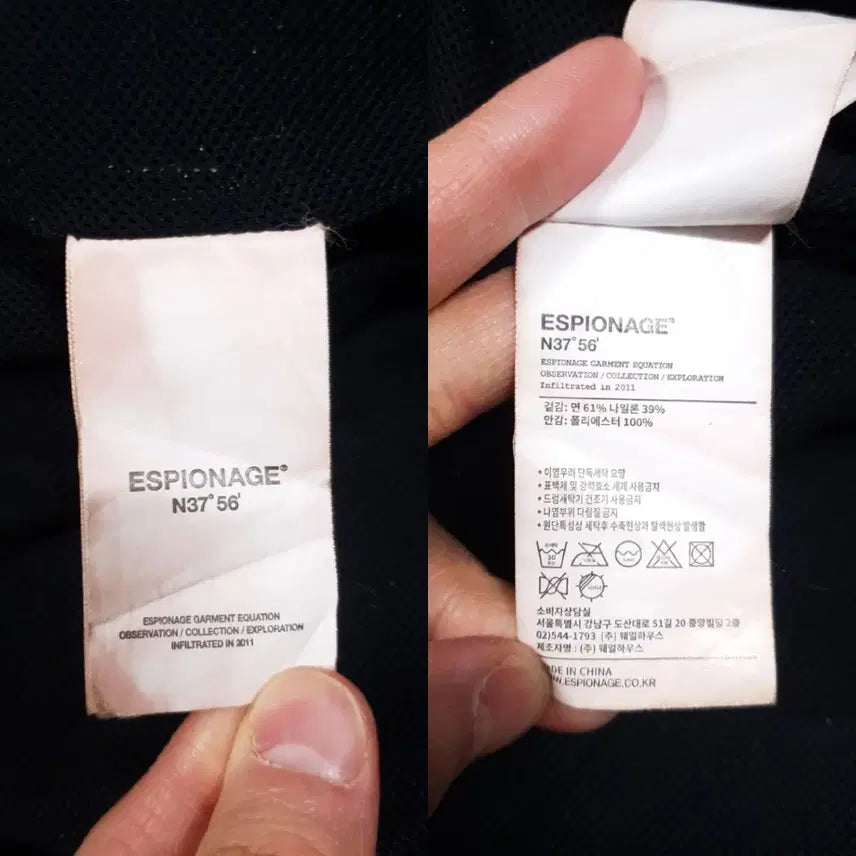 ESPIONAGE®
N37°56'
ESPIONAGE GARMENT EQUATION
OBSERVATION / COLLECTION / EXPLORATION
INFILTRATED IN 2011
ESPIONAGE®
N37°56'
ESPIONAGE GARMENT EQUATION
OBSERVATION / COLLECTION / EXPLORATION
Infiltrated in 2011
겉감: 면 61% 나일론 39%
안감: 폴리에스터 100%
• 이염우려 단독세탁 요망
• 표백제 및 강력효소 세제 사용금지
• 드럼세탁기 건조기 사용금지
• 나염부위 다림질 금지
• 원단특성상 세탁후 수축현상과 탈색현상 발생함
소비자상담실
서울특별시 강남구 도산대로 51길 20 중앙빌딩 2층
02)544-1793 (주) 웨일하우스
제조자명 : (주) 웨일하우스
ADE IN CHINA
W.ESPIONAGE.CO.KR